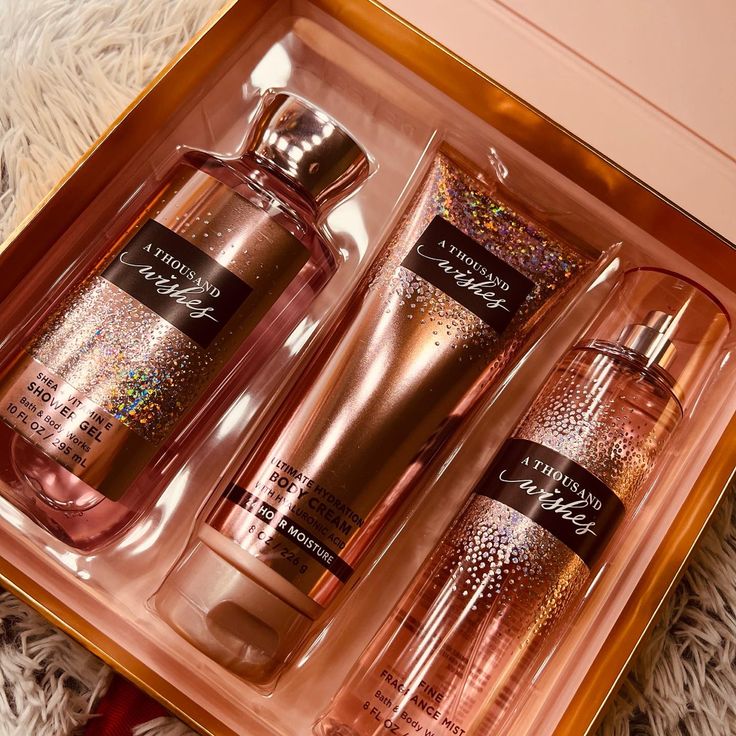 A THOUSAND
wishes
SHEA + VITAMIN E
SHOWER GEL
Bath & Body Works
10 FL OZ / 295 mL
A THOUSAND
wishes
ULTIMATE HYDRATION
BODY CREAM
WITH HYALURONIC ACID
24 HOUR MOISTURE
8 OZ / 226 g
A THOUSAND
wishes
FINE
FRAGRANCE MIST
Bath & Body Works
8 FL OZ /